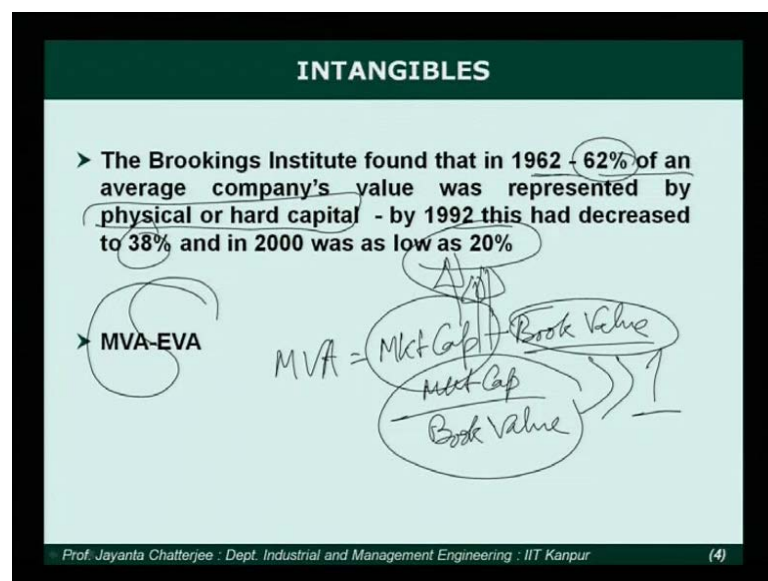 INTANGIBLES
➤ The Brookings Institute found that in 1962 - 62% of an
average company's value was represented by
physical or hard capital - by 1992 this had decreased
to 38% and in 2000 was as low as 20%
➤ MVA-EVA
MVA = Mkt Cap - Book Value
Mkt Cap
Book Value
Prof. Jayanta Chatterjee : Dept. Industrial and Management Engineering : IIT Kanpur (4)